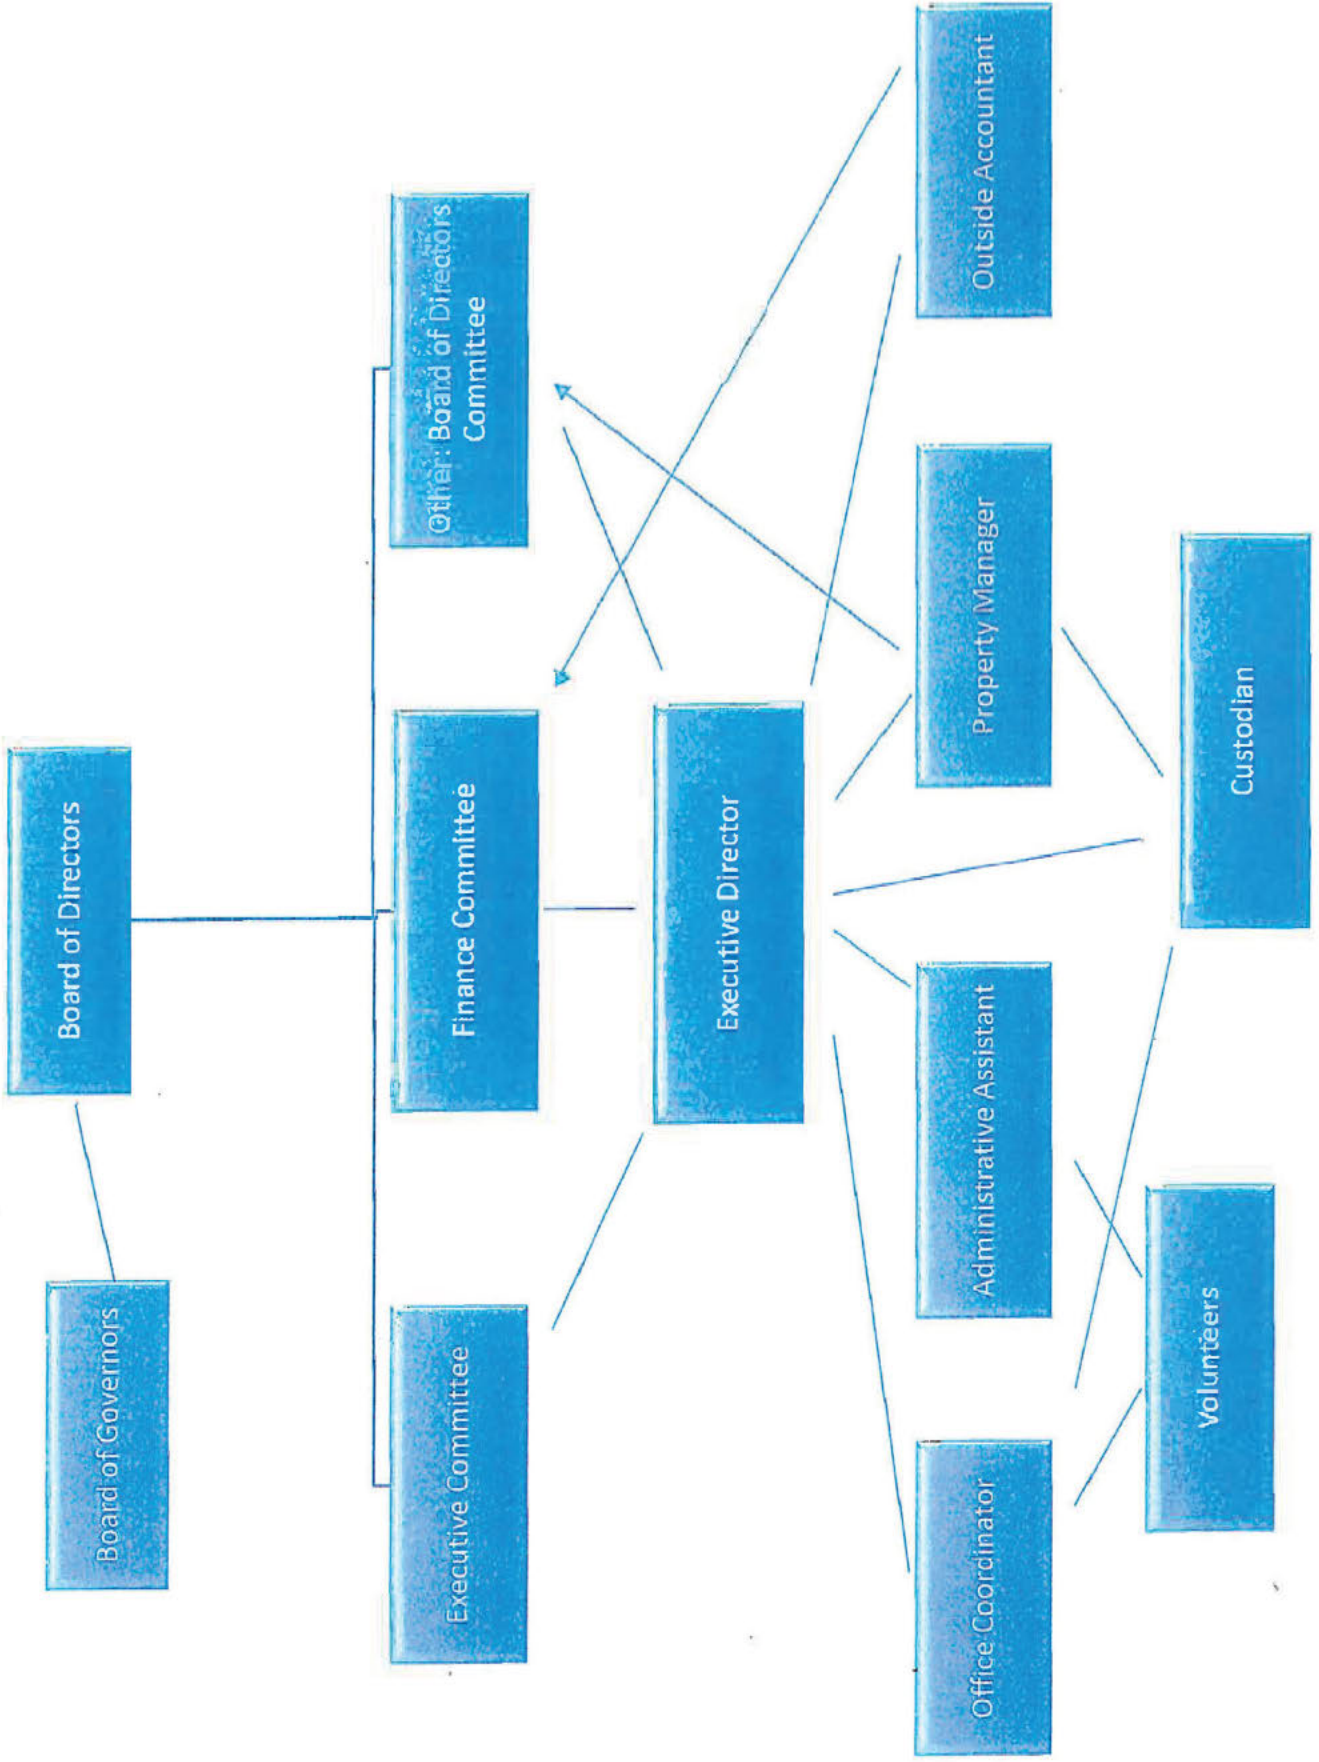 Board of Governors
Board of Directors
Executive Committee
Finance Committee
Other: Board of Directors
Committee
Executive Director
Office Coordinator
Administrative Assistant
Property Manager
Outside Accountant
Volunteers
Custodian